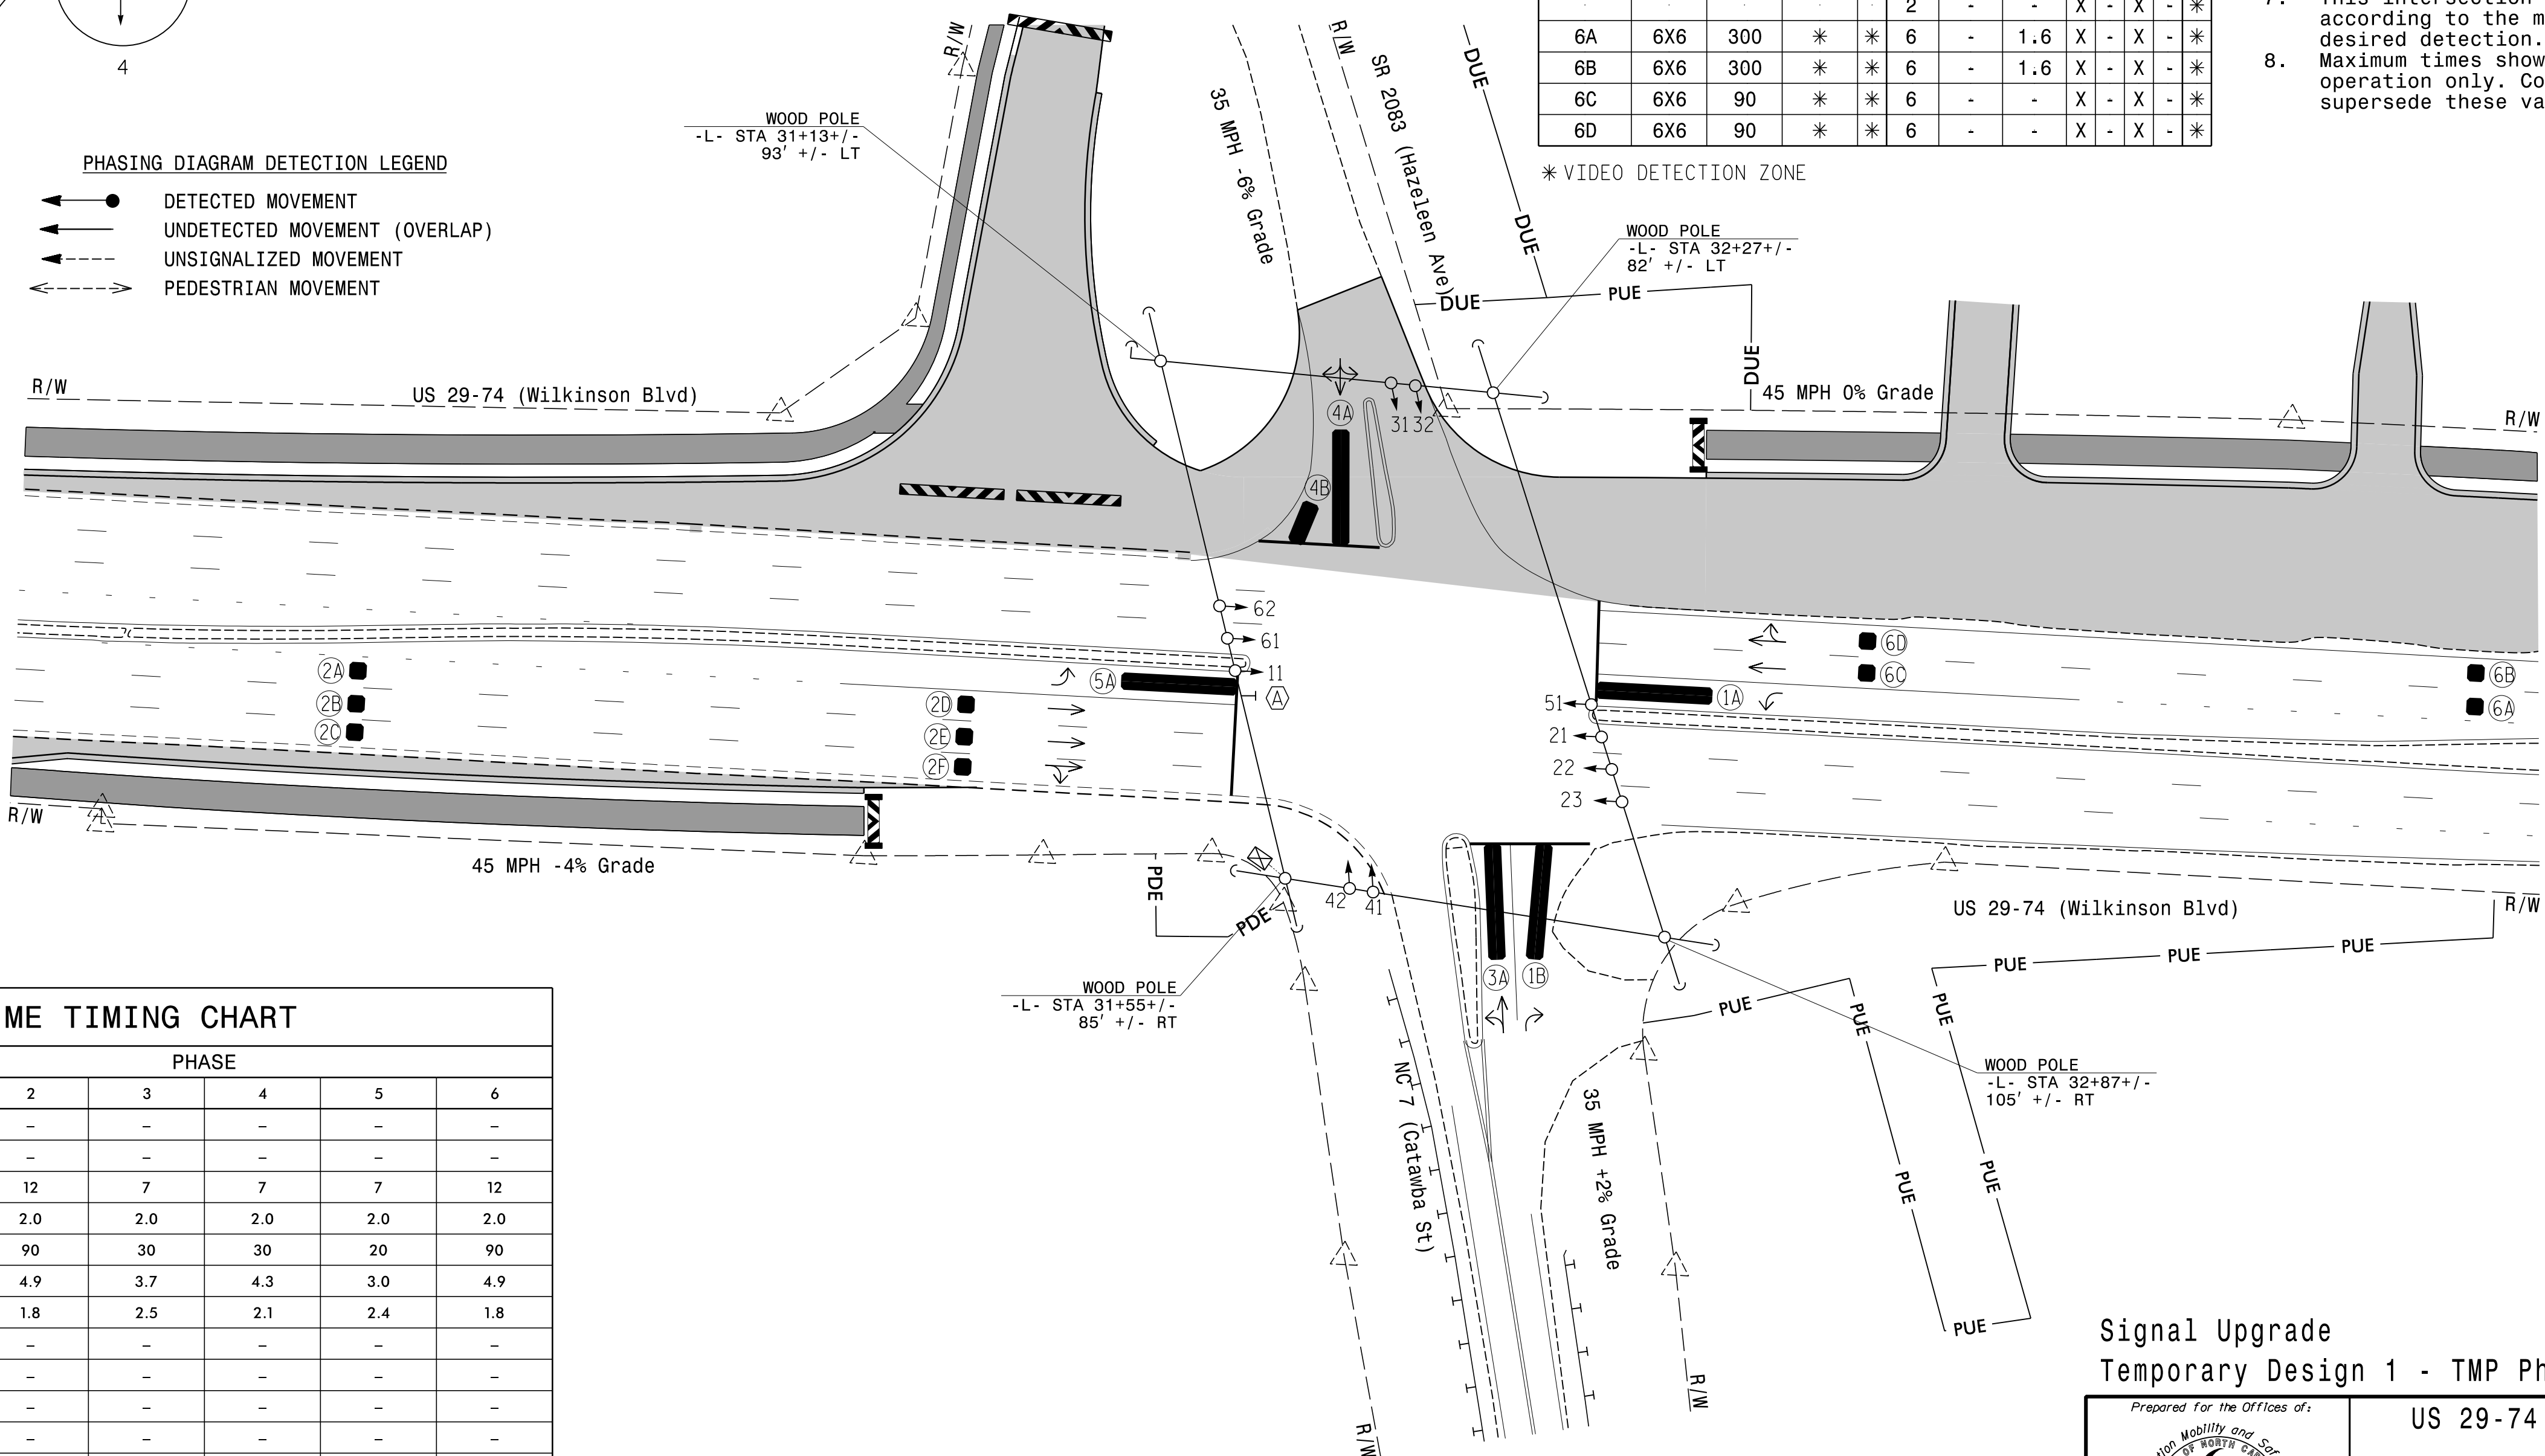 4
PHASING DIAGRAM DETECTION LEGEND
DETECTED MOVEMENT
UNDETECTED MOVEMENT (OVERLAP)
UNSIGNALIZED MOVEMENT
PEDESTRIAN MOVEMENT
2 - - X - X - *
6A 6X6 300 * * 6 - 1.6 X - X - *
6B 6X6 300 * * 6 - 1.6 X - X - *
6C 6X6 90 * * 6 - - X - X - *
6D 6X6 90 * * 6 - - X - X - *
* VIDEO DETECTION ZONE
7. This intersection
according to the m
desired detection.
8. Maximum times show
operation only. Co
supersede these va
WOOD POLE
-L- STA 31+13+/-
93' +/- LT
R/W
35 MPH -6% Grade
R/W
SR 2083 (Hazeleen Ave)
DUE
DUE
DUE
PUE
DUE
WOOD POLE
-L- STA 32+27+/-
82' +/- LT
R/W
US 29-74 (Wilkinson Blvd)
45 MPH 0% Grade
R/W
4A
31 32
4B
62
61
11
A
5A
2A
2B
2C
2D
2E
2F
6D
6C
6B
6A
1A
51
21
22
23
R/W
45 MPH -4% Grade
PDE
PDE
42
41
3A
1B
WOOD POLE
-L- STA 31+55+/-
85' +/- RT
NC 7 (Catawba St)
35 MPH +2% Grade
US 29-74 (Wilkinson Blvd)
R/W
PUE
PUE
PUE
PUE
PUE
PUE
PUE
PUE
PUE
WOOD POLE
-L- STA 32+87+/-
105' +/- RT
R/W
R/W
ME TIMING CHART
PHASE
2 3 4 5 6
– – – – –
– – – – –
12 7 7 7 12
2.0 2.0 2.0 2.0 2.0
90 30 30 20 90
4.9 3.7 4.3 3.0 4.9
1.8 2.5 2.1 2.4 1.8
– – – – –
– – – – –
– – – – –
– – – – –
Signal Upgrade
Temporary Design 1 - TMP Ph
Prepared for the Offices of:
US 29-74
tion Mobility and Saf
OF NORTH CAR